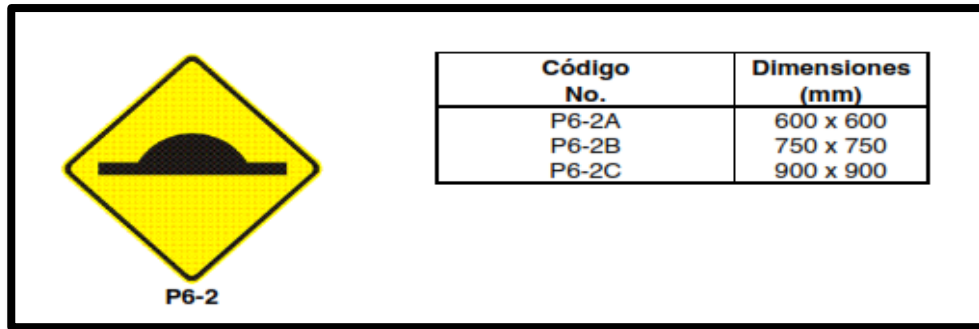 Código No.
Dimensiones (mm)
P6-2A 600 x 600
P6-2B 750 x 750
P6-2C 900 x 900
P6-2